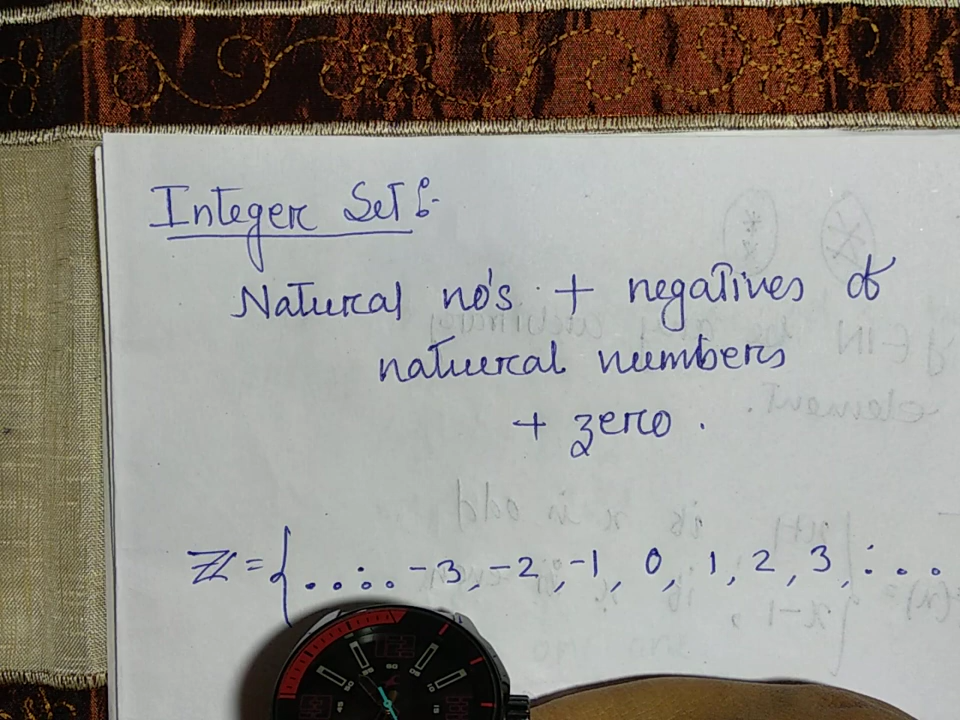 Integer Set :-
Natural no's + negatives of
natural numbers
+ zero .
ℤ = { . . . . . -3, -2, -1, 0, 1, 2, 3, . . . .